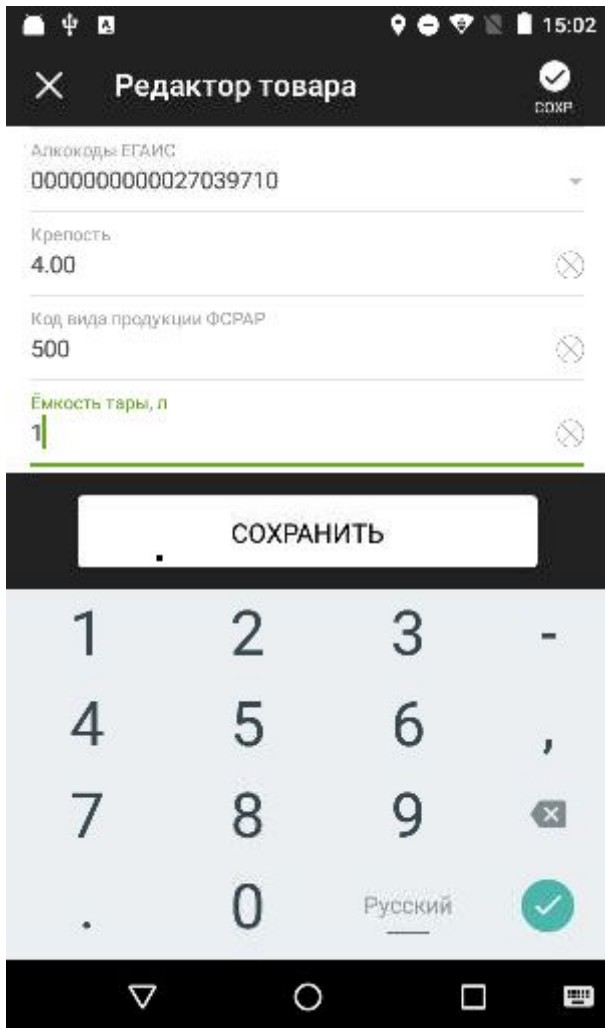 15:02
Редактор товара
СОХР.
Алкокоды ЕГАИС
0000000000027039710
Крепость
4.00
Код вида продукции ФСРАР
500
Ёмкость тары, л
1
СОХРАНИТЬ
1 2 3 -
4 5 6 ,
7 8 9
. 0 Русский